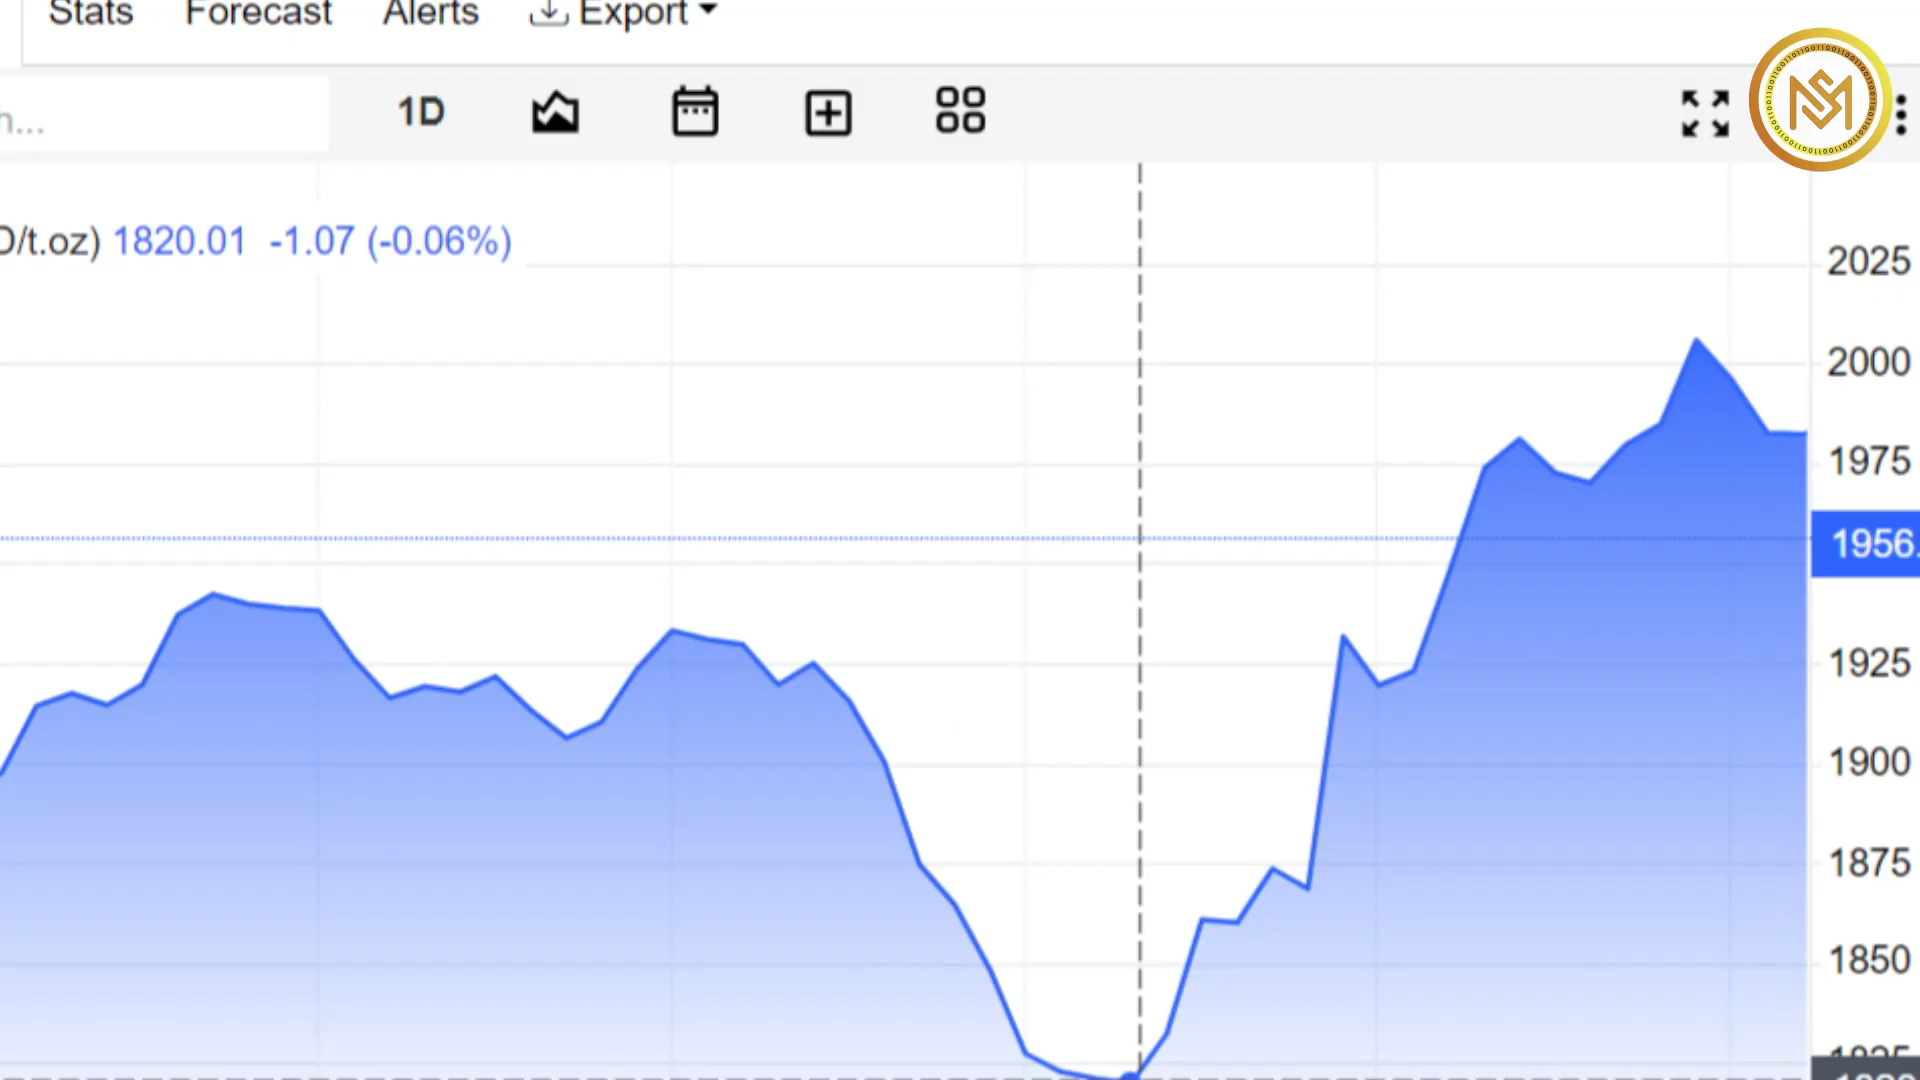 Stats Forecast Alerts Export
1D
D/t.oz) 1820.01 -1.07 (-0.06%)
2025
2000
1975
1956.
1925
1900
1875
1850